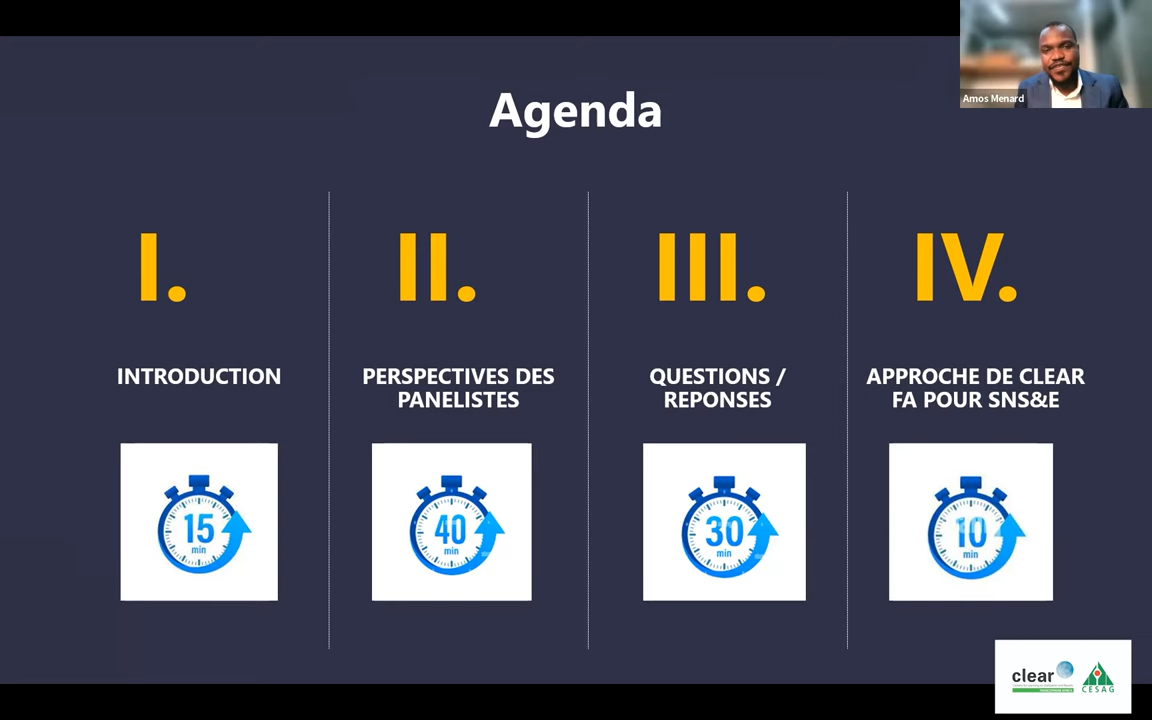 Amos Menard
Agenda
I.
II.
III.
IV.
INTRODUCTION
PERSPECTIVES DES
PANELISTES
QUESTIONS /
REPONSES
APPROCHE DE CLEAR
FA POUR SNS&E
15
min
40
min
30
min
10
min
clear
CESAG